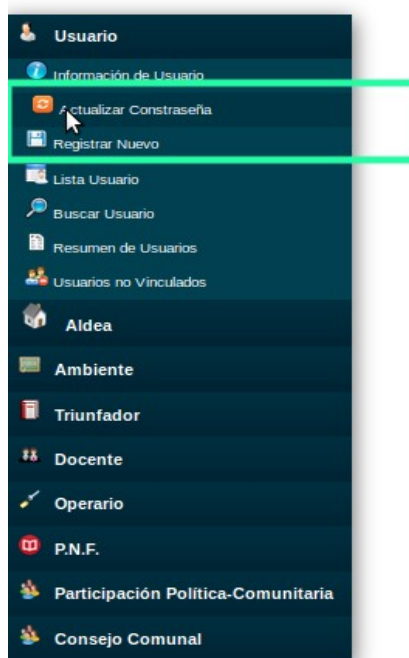 Usuario
Información de Usuario
Actualizar Constraseña
Registrar Nuevo
Lista Usuario
Buscar Usuario
Resumen de Usuarios
Usuarios no Vinculados
Aldea
Ambiente
Triunfador
Docente
Operario
P.N.F.
Participación Política-Comunitaria
Consejo Comunal